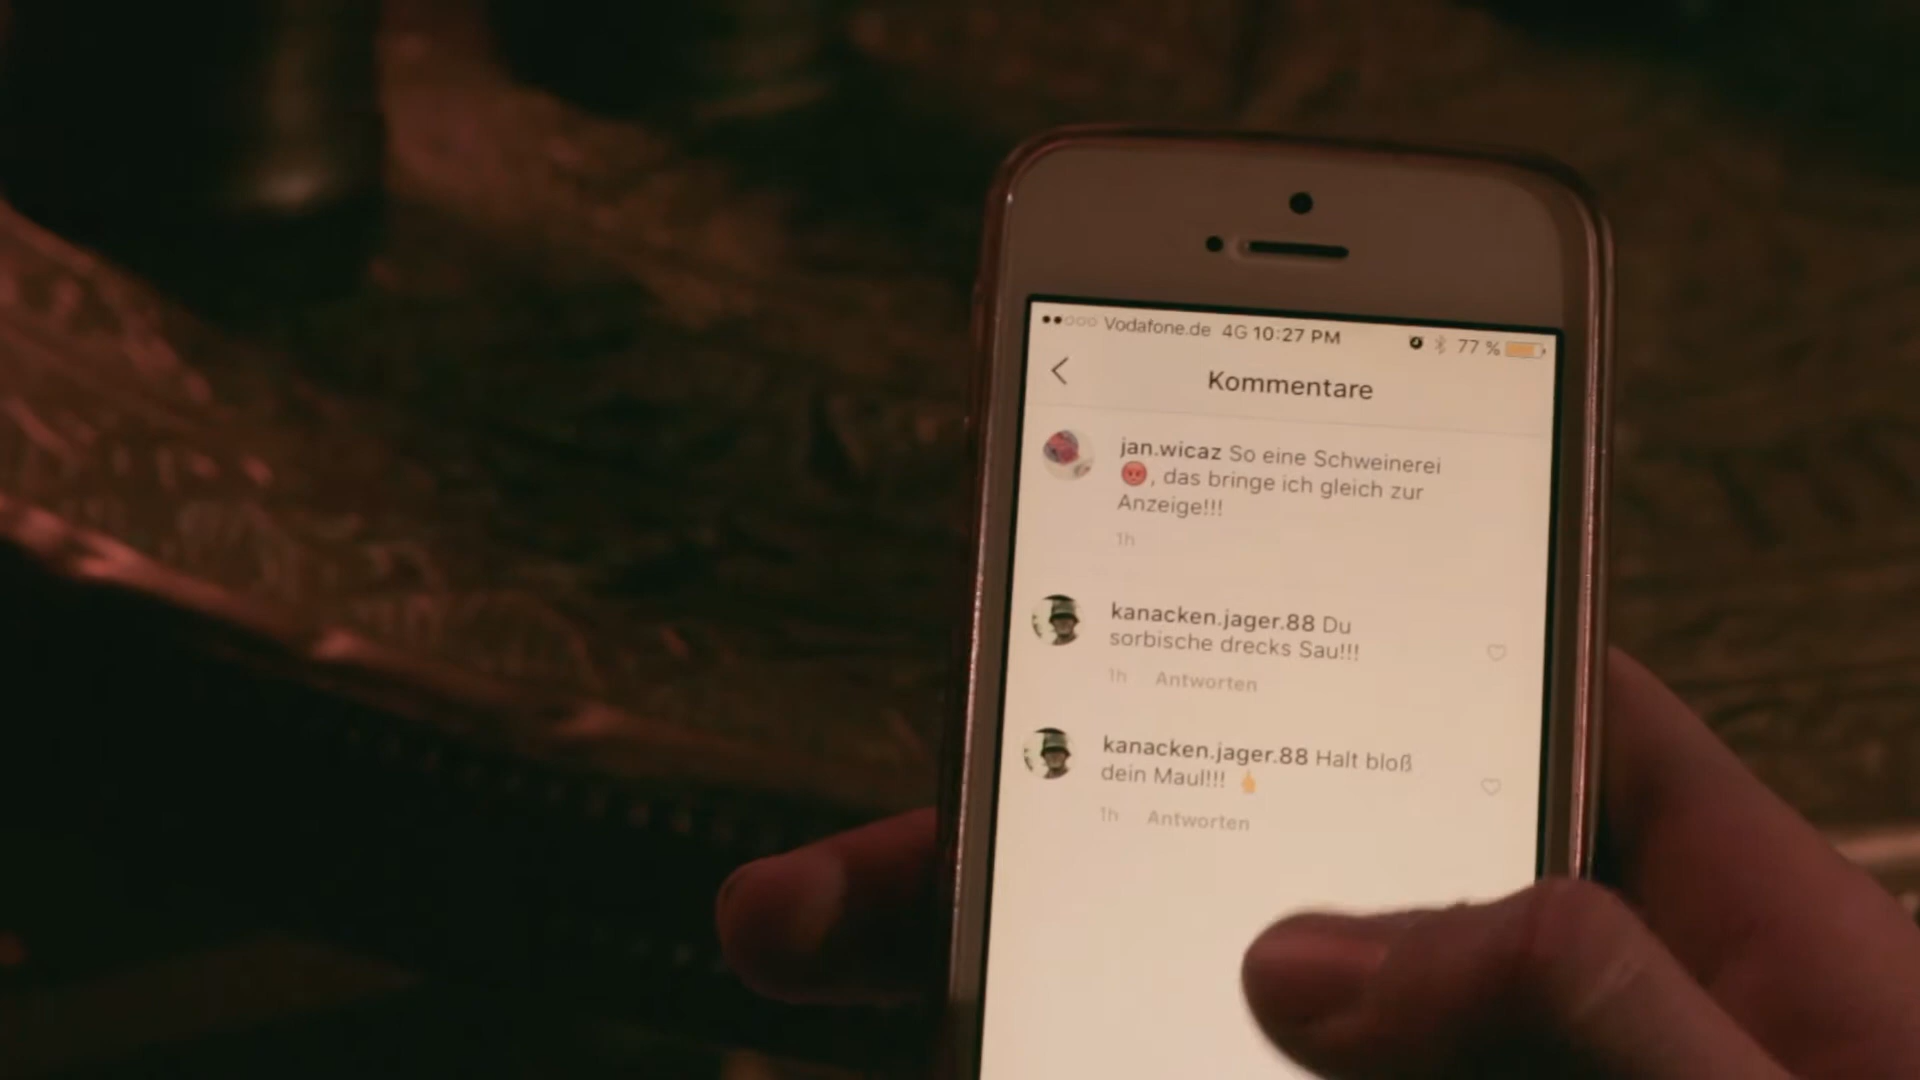 Vodafone.de 4G 10:27 PM 77 %
Kommentare
jan.wicaz So eine Schweinerei
😡, das bringe ich gleich zur
Anzeige!!!
1h
kanacken.jager.88 Du
sorbische drecks Sau!!!
1h Antworten
kanacken.jager.88 Halt bloß
dein Maul!!! 🖕
1h Antworten